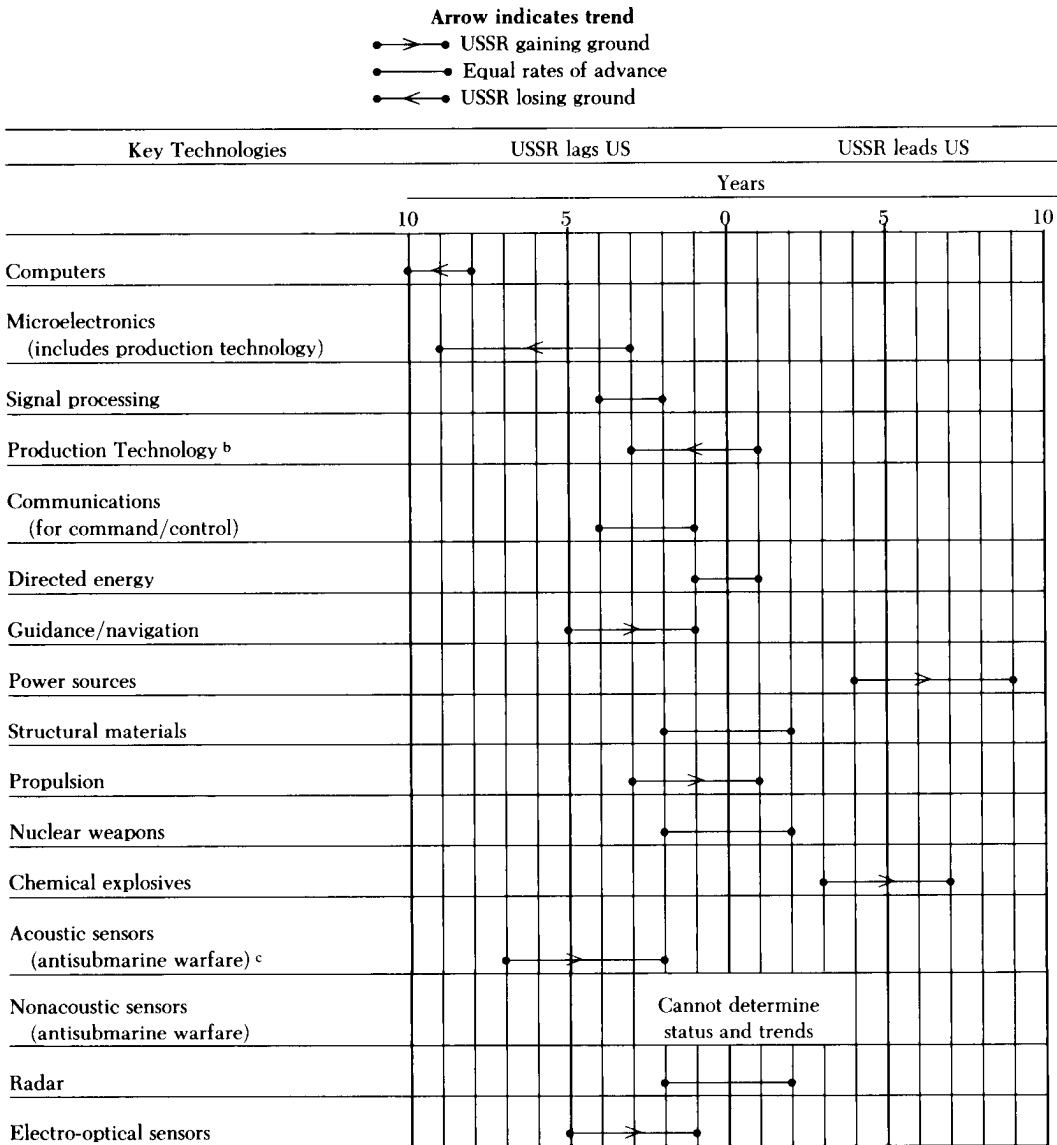 Arrow indicates trend
USSR gaining ground
Equal rates of advance
USSR losing ground
Key Technologies USSR lags US USSR leads US
Years
10 5 0 5 10
Computers
Microelectronics
(includes production technology)
Signal processing
Production Technology b
Communications
(for command/control)
Directed energy
Guidance/navigation
Power sources
Structural materials
Propulsion
Nuclear weapons
Chemical explosives
Acoustic sensors
(antisubmarine warfare) c
Nonacoustic sensors
(antisubmarine warfare)
Cannot determine
status and trends
Radar
Electro-optical sensors